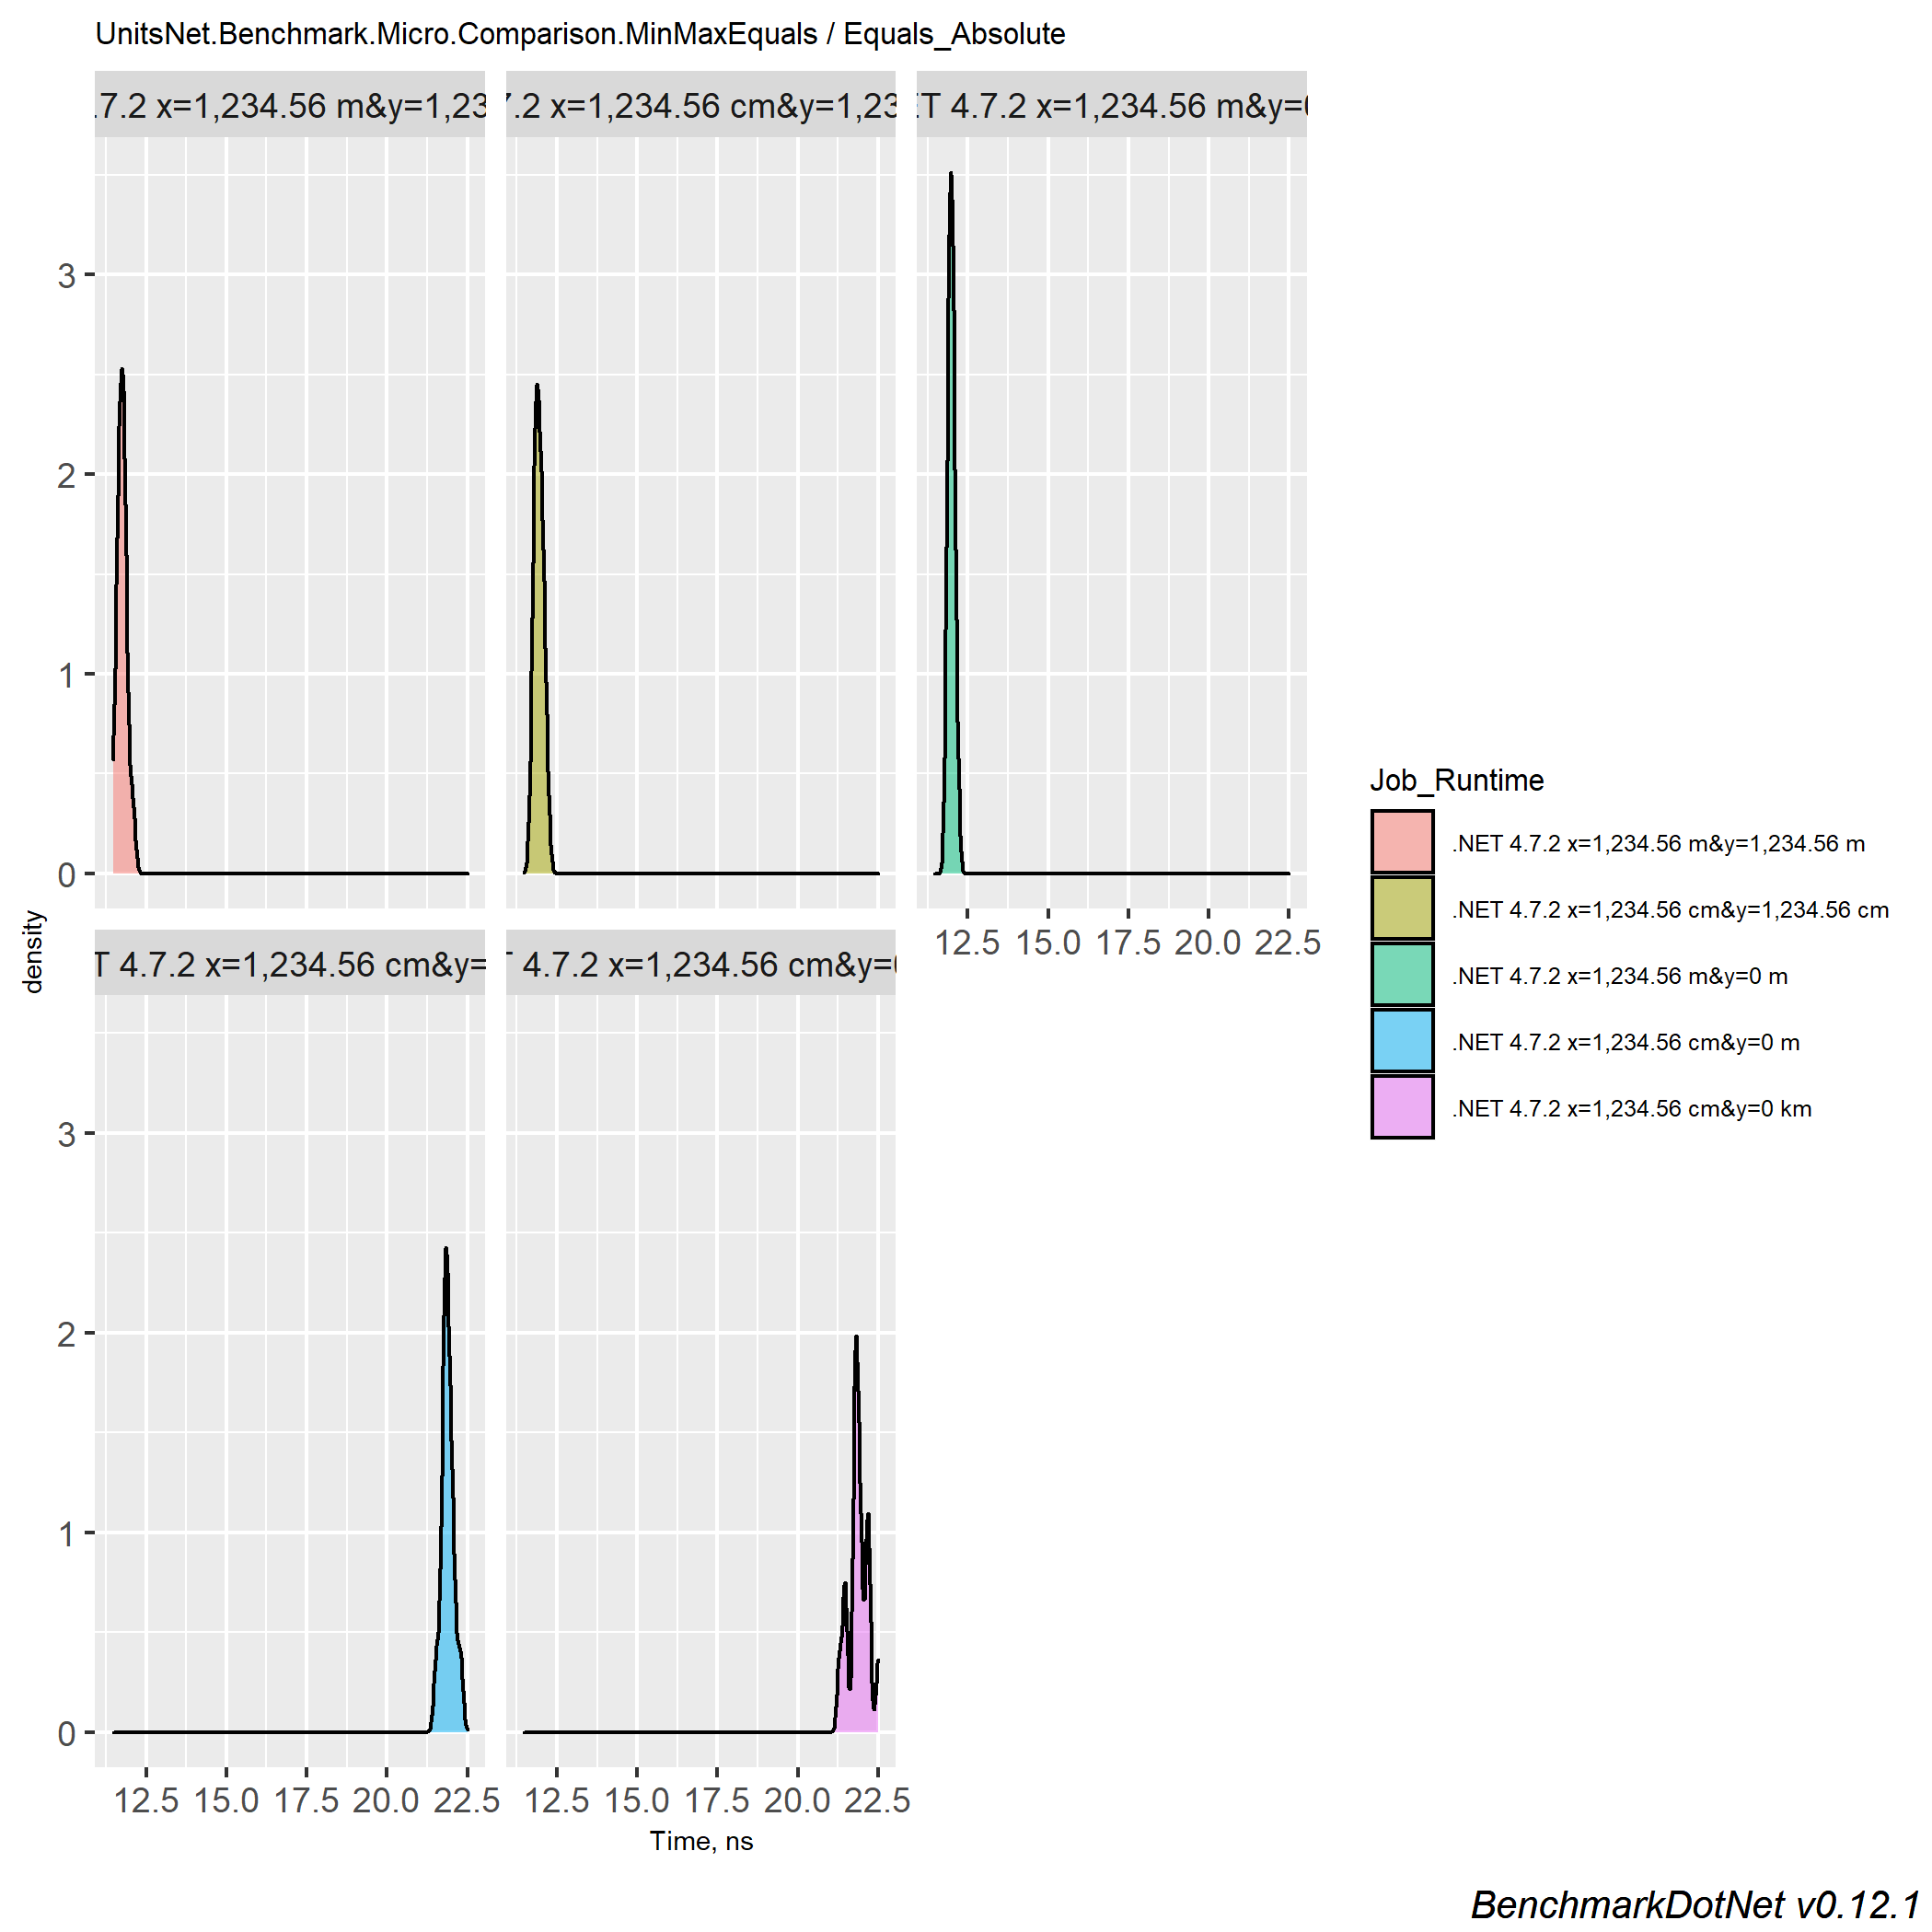 UnitsNet.Benchmark.Micro.Comparison.MinMaxEquals / Equals_Absolute
.7.2 x=1,234.56 m&y=1,23
7.2 x=1,234.56 cm&y=1,23
ET 4.7.2 x=1,234.56 m&y=0
3
2
1
0
12.5 15.0 17.5 20.0 22.5
density
T 4.7.2 x=1,234.56 cm&y=
T 4.7.2 x=1,234.56 cm&y=0
3
2
1
0
12.5 15.0 17.5 20.0 22.5
12.5 15.0 17.5 20.0 22.5
Time, ns
Job_Runtime
.NET 4.7.2 x=1,234.56 m&y=1,234.56 m
.NET 4.7.2 x=1,234.56 cm&y=1,234.56 cm
.NET 4.7.2 x=1,234.56 m&y=0 m
.NET 4.7.2 x=1,234.56 cm&y=0 m
.NET 4.7.2 x=1,234.56 cm&y=0 km
BenchmarkDotNet v0.12.1